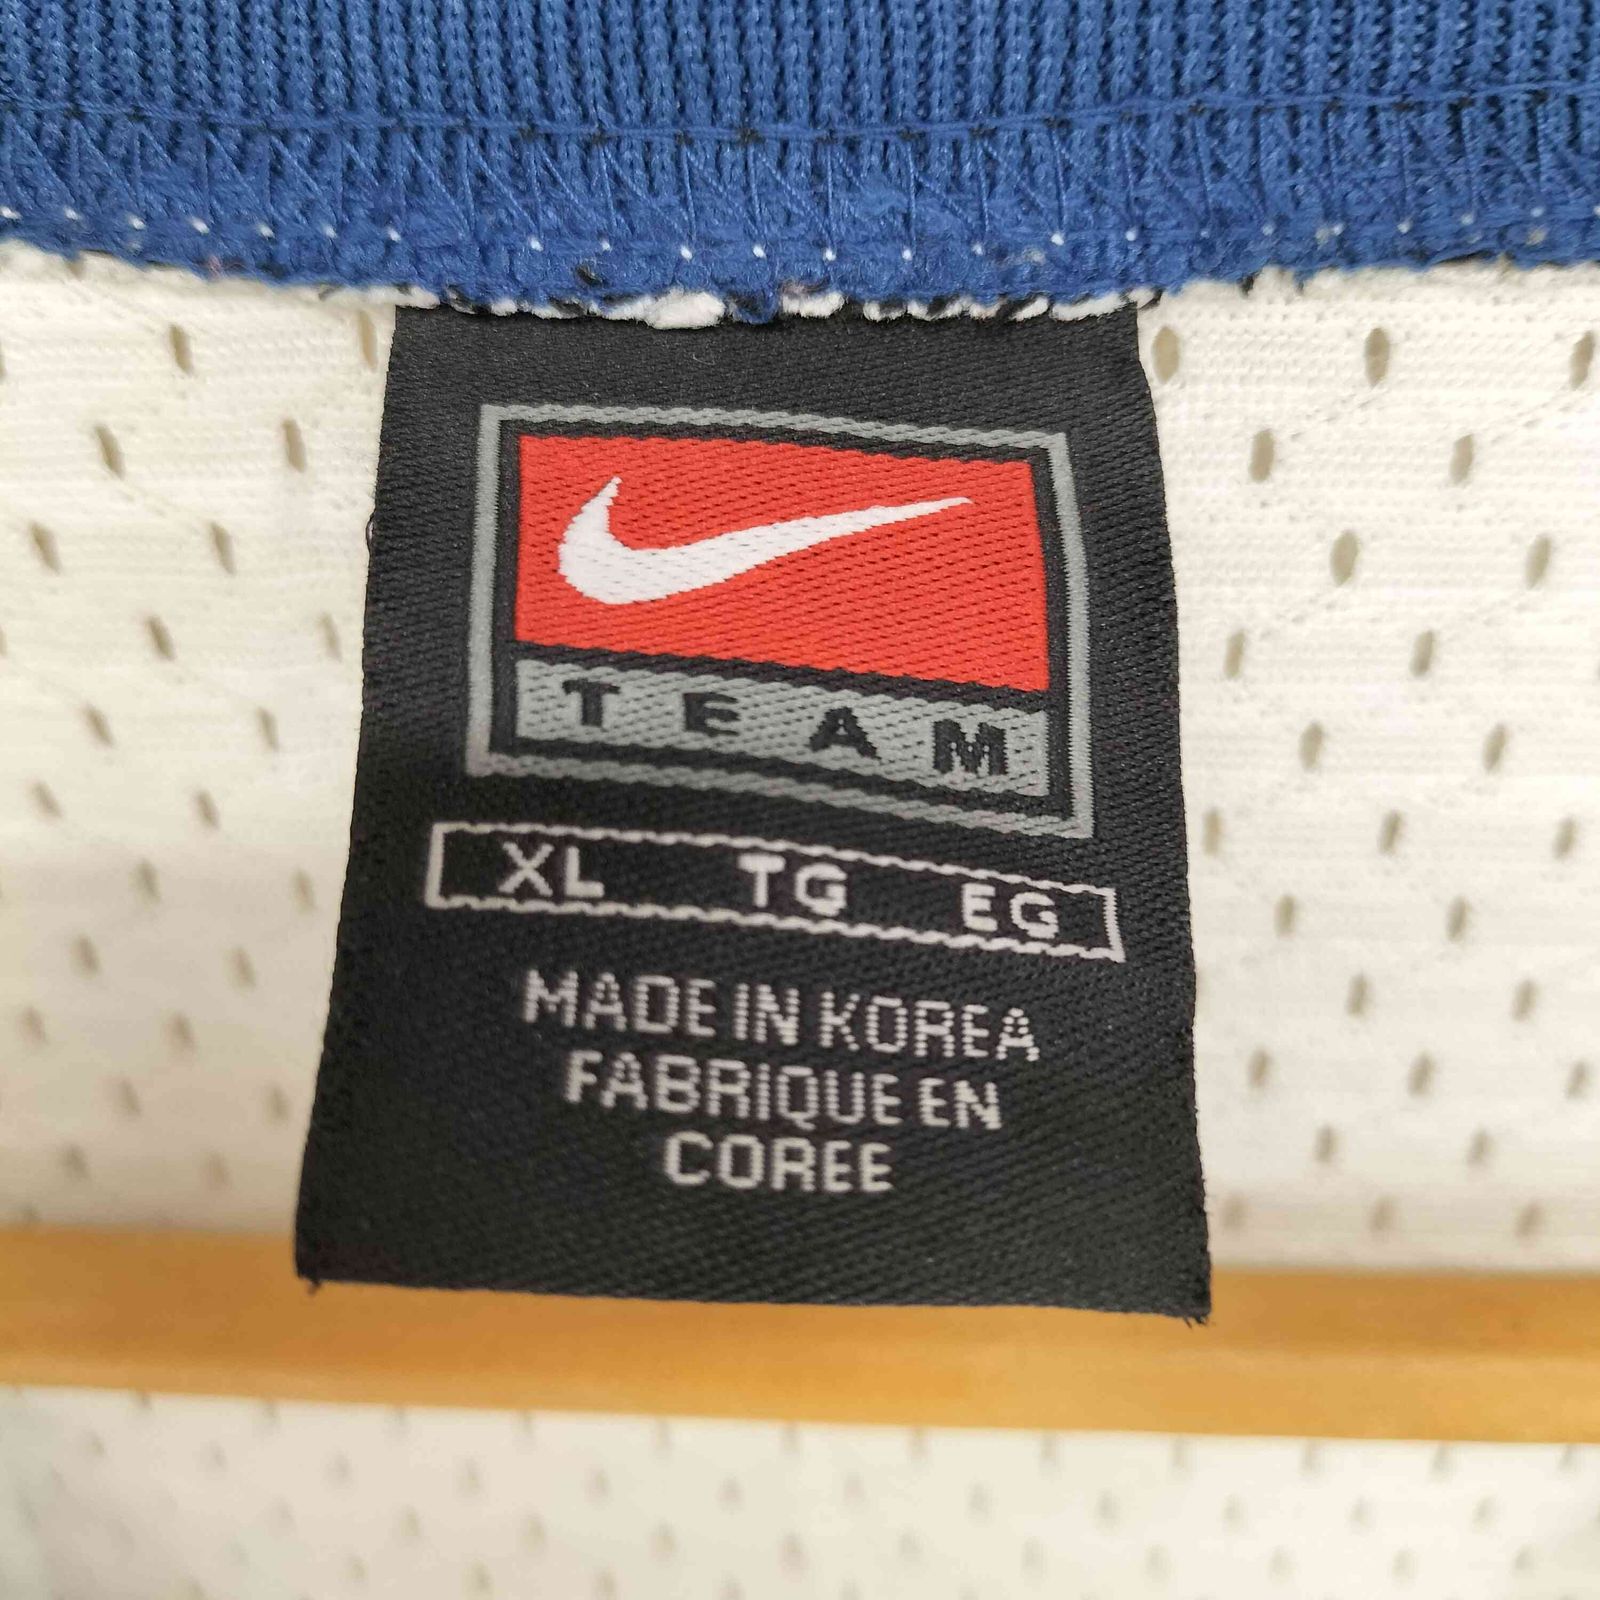 TEAM
XL TG EG
MADE IN KOREA
FABRIQUE EN
COREE